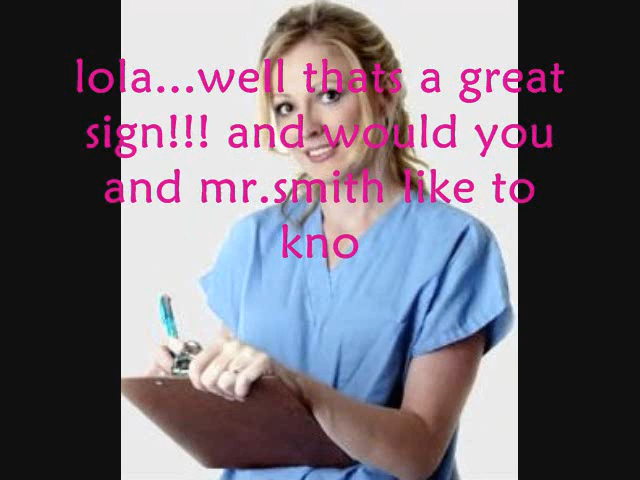 lola...well thats a great
sign!!! and would you
and mr.smith like to
kno